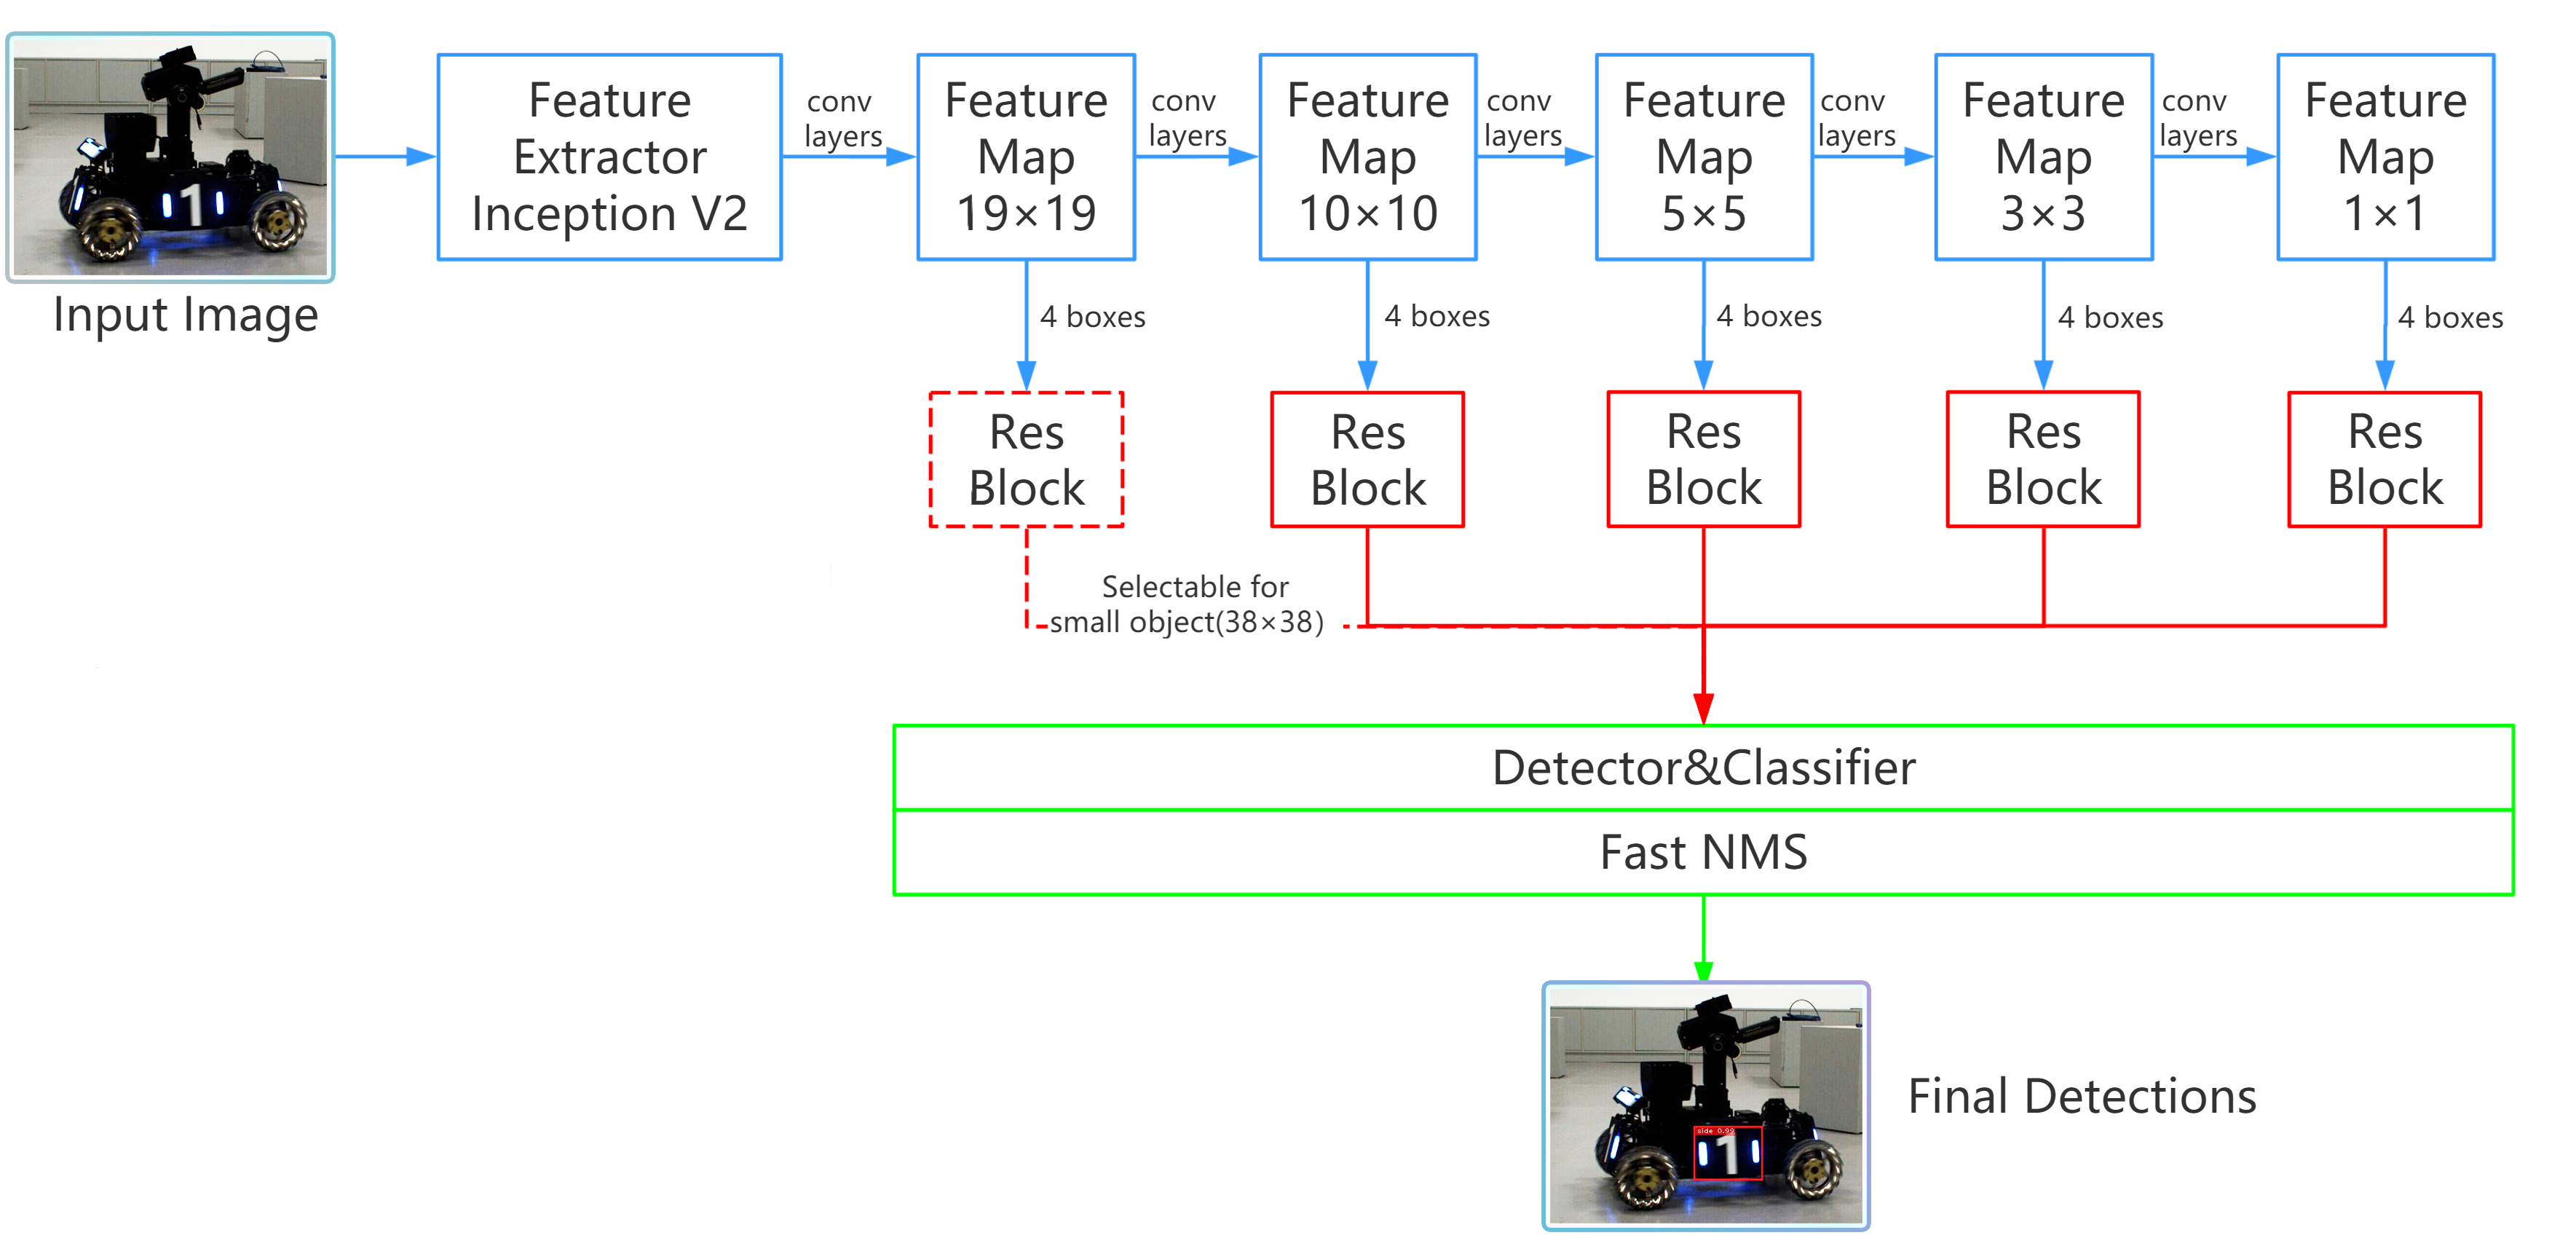 Input Image
Feature
Extractor
Inception V2
conv
layers
Feature
Map
19×19
conv
layers
Feature
Map
10×10
conv
layers
Feature
Map
5×5
conv
layers
Feature
Map
3×3
conv
layers
Feature
Map
1×1
1
4 boxes
4 boxes
4 boxes
4 boxes
4 boxes
Res
Block
Res
Block
Res
Block
Res
Block
Res
Block
Selectable for
small object(38×38)
Detector&Classifier
Fast NMS
side 0.99
1
Final Detections